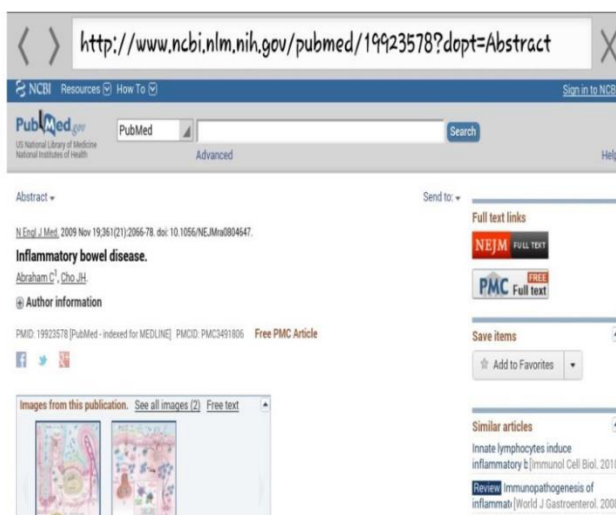 http://www.ncbi.nlm.nih.gov/pubmed/19923578?dopt=Abstract
NCBI Resources How To Sign in to NCB
PubMed.gov
US National Library of Medicine
National Institutes of Health
PubMed
Search
Advanced
Help
Abstract
Send to:
N Engl J Med. 2009 Nov 19;361(21):2066-78. doi: 10.1056/NEJMra0804647.
Inflammatory bowel disease.
Abraham C1, Cho JH.
Author information
PMID: 19923578 [PubMed - indexed for MEDLINE] PMCID: PMC3491806 Free PMC Article
Images from this publication. See all images (2) Free text
Full text links
NEJM FULL TEXT
PMC FREE Full text
Save items
Add to Favorites
Similar articles
Innate lymphocytes induce
inflammatory b [Immunol Cell Biol. 201
Review Immunopathogenesis of
inflammat [World J Gastroenterol. 200